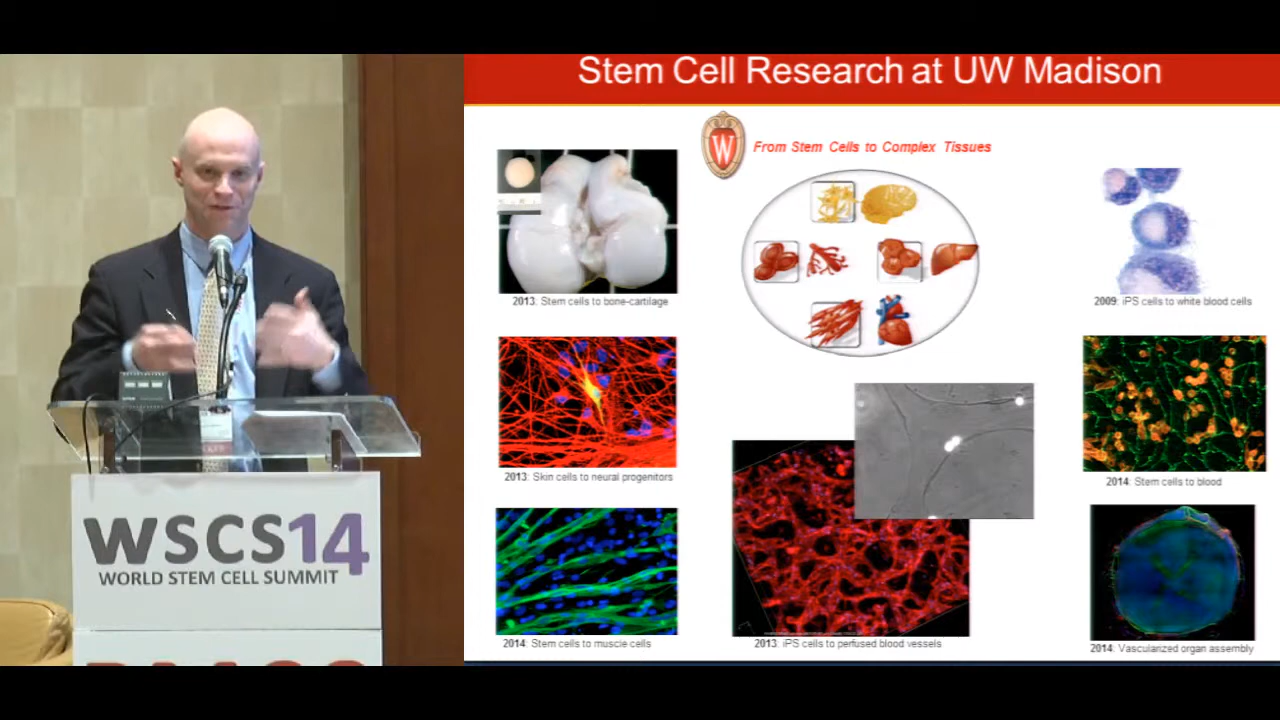 Stem Cell Research at UW Madison
W
From Stem Cells to Complex Tissues
2013: Stem cells to bone-cartilage
2009: iPS cells to white blood cells
2013: Skin cells to neural progenitors
2014: Stem cells to blood
2014: Stem cells to muscle cells
2013: iPS cells to perfused blood vessels
2014: Vascularized organ assembly
WSCS14
WORLD STEM CELL SUMMIT